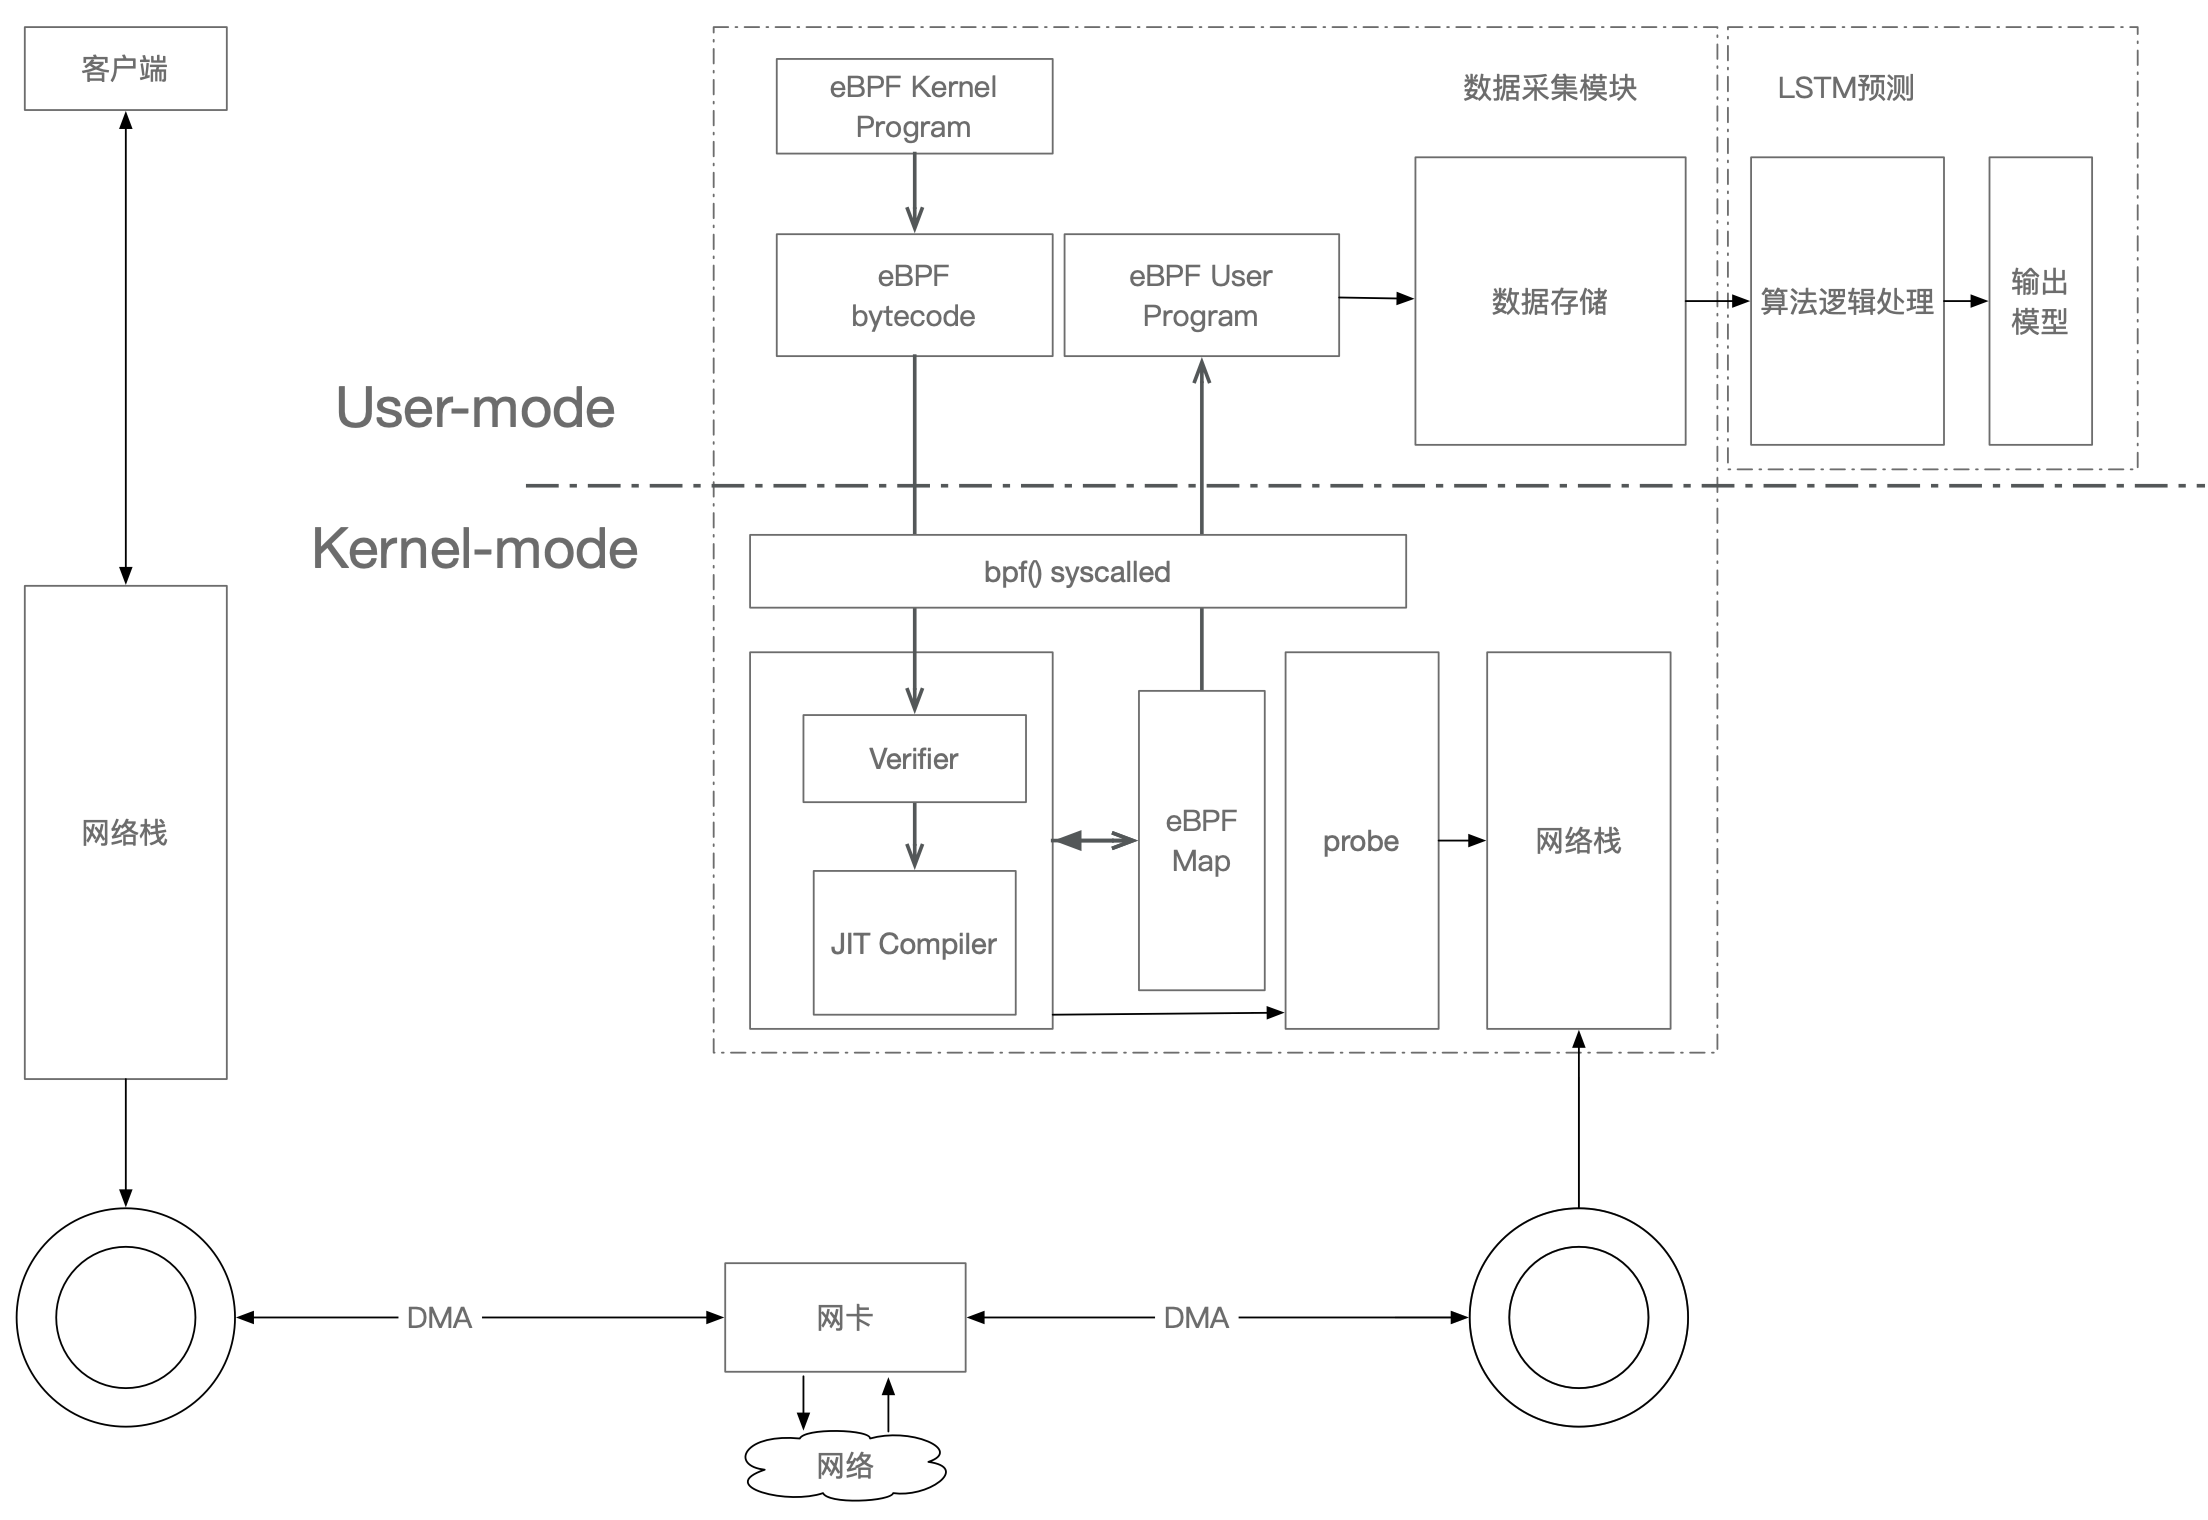 客户端
eBPF Kernel
Program
数据采集模块
LSTM预测
eBPF
bytecode
eBPF User
Program
数据存储
算法逻辑处理
输出
模型
User-mode
Kernel-mode
bpf() syscalled
网络栈
Verifier
JIT Compiler
eBPF
Map
probe
网络栈
DMA
网卡
DMA
网络